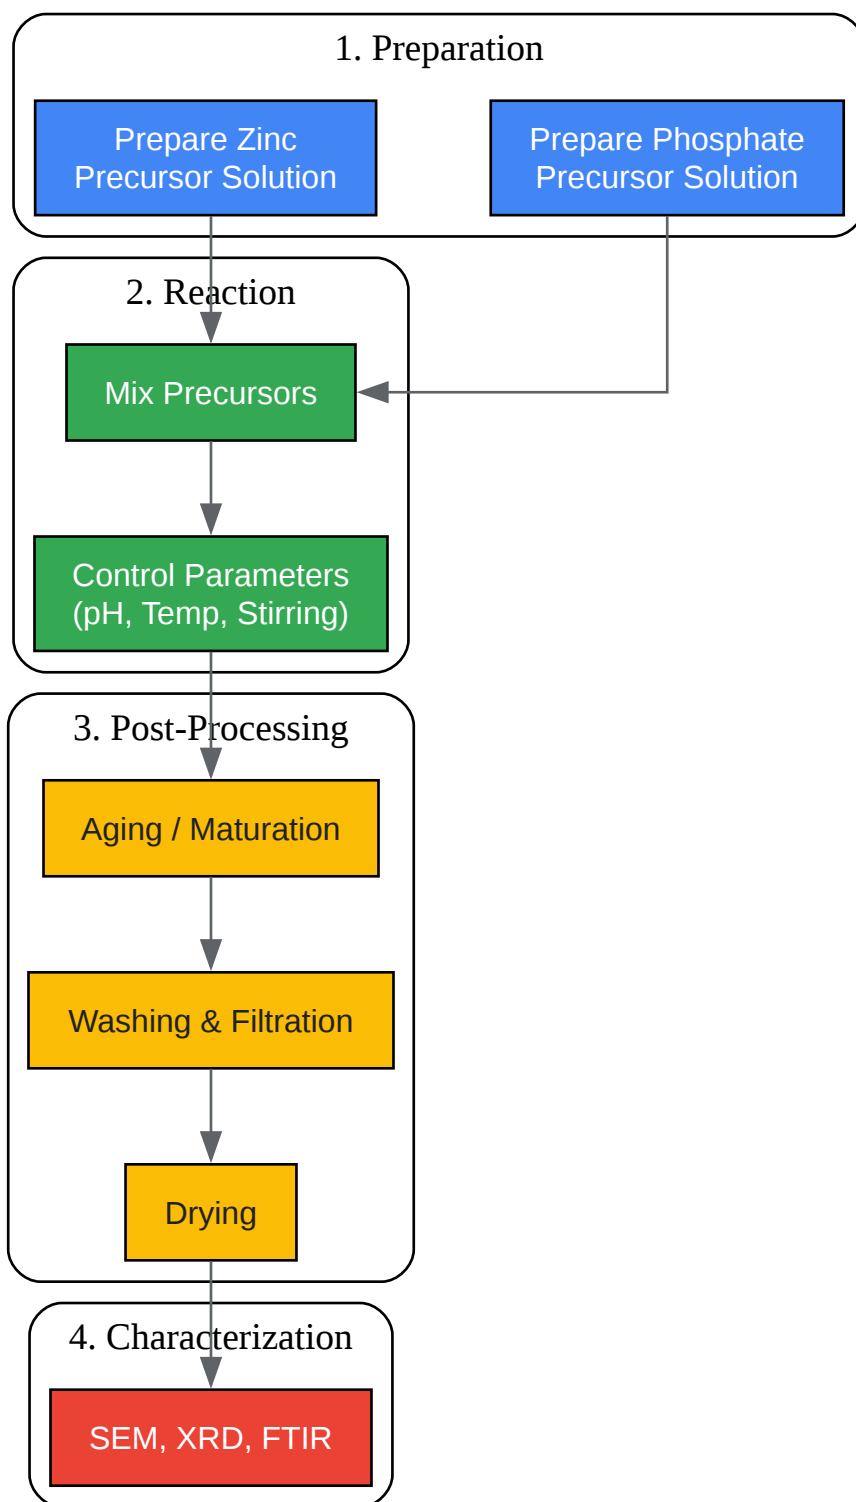 1. Preparation
Prepare Zinc
Precursor Solution
Prepare Phosphate
Precursor Solution
2. Reaction
Mix Precursors
Control Parameters
(pH, Temp, Stirring)
3. Post-Processing
Aging / Maturation
Washing & Filtration
Drying
4. Characterization
SEM, XRD, FTIR